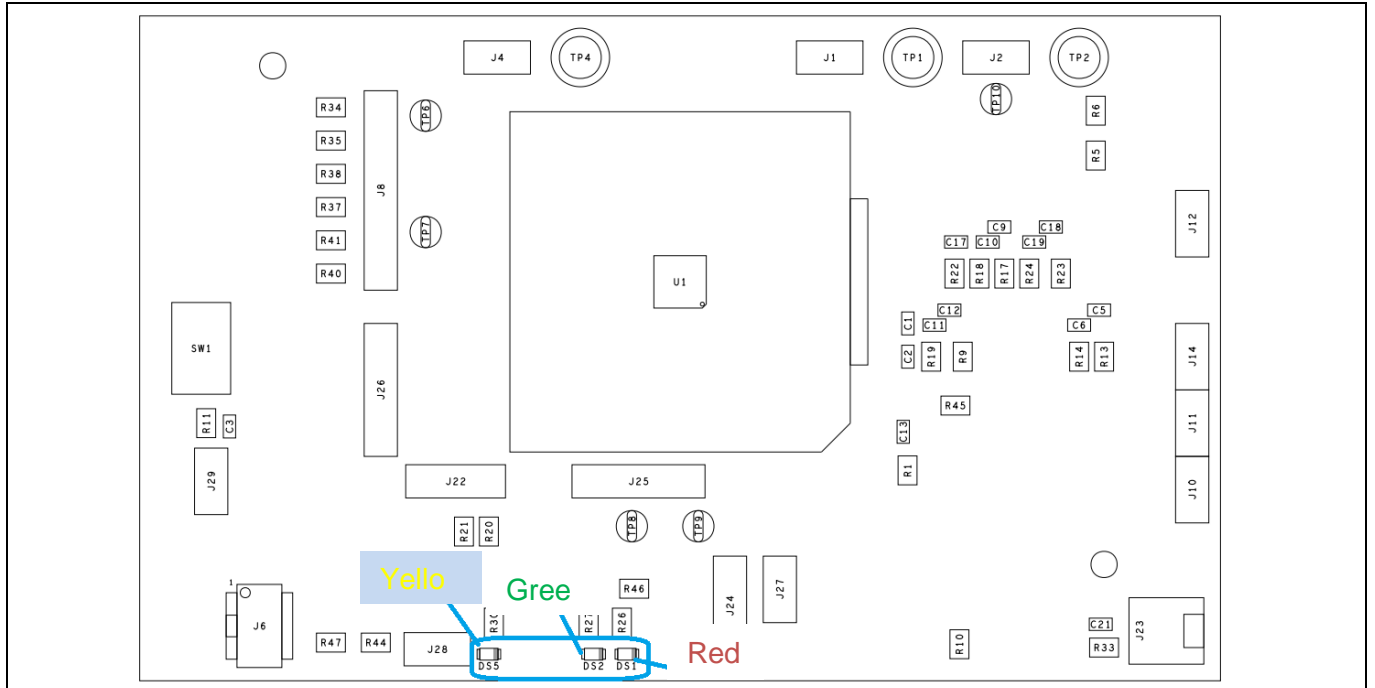 J4 TP4 J1 TP1 J2 TP2
TP10
R34 TP6 R6
R35 R5
R38
J8
R37 TP7 J12
R41 C9 C18
C17 C10 C19
R40 R22 R18 R17 R24 R23
U1
C12 C5
C1 C11 C6
SW1 C2 R19 R9 R14 R13 J14
J26 R45
R11 C3 C13 J11
R1
J29 J22 J25 J10
R21 R20 TP8 TP9
Yello
Gree R46 J24 J27
1
J6 R26 C21 J23
R47 R44 J28 Red R10 R33
DS5 DS2 DS1